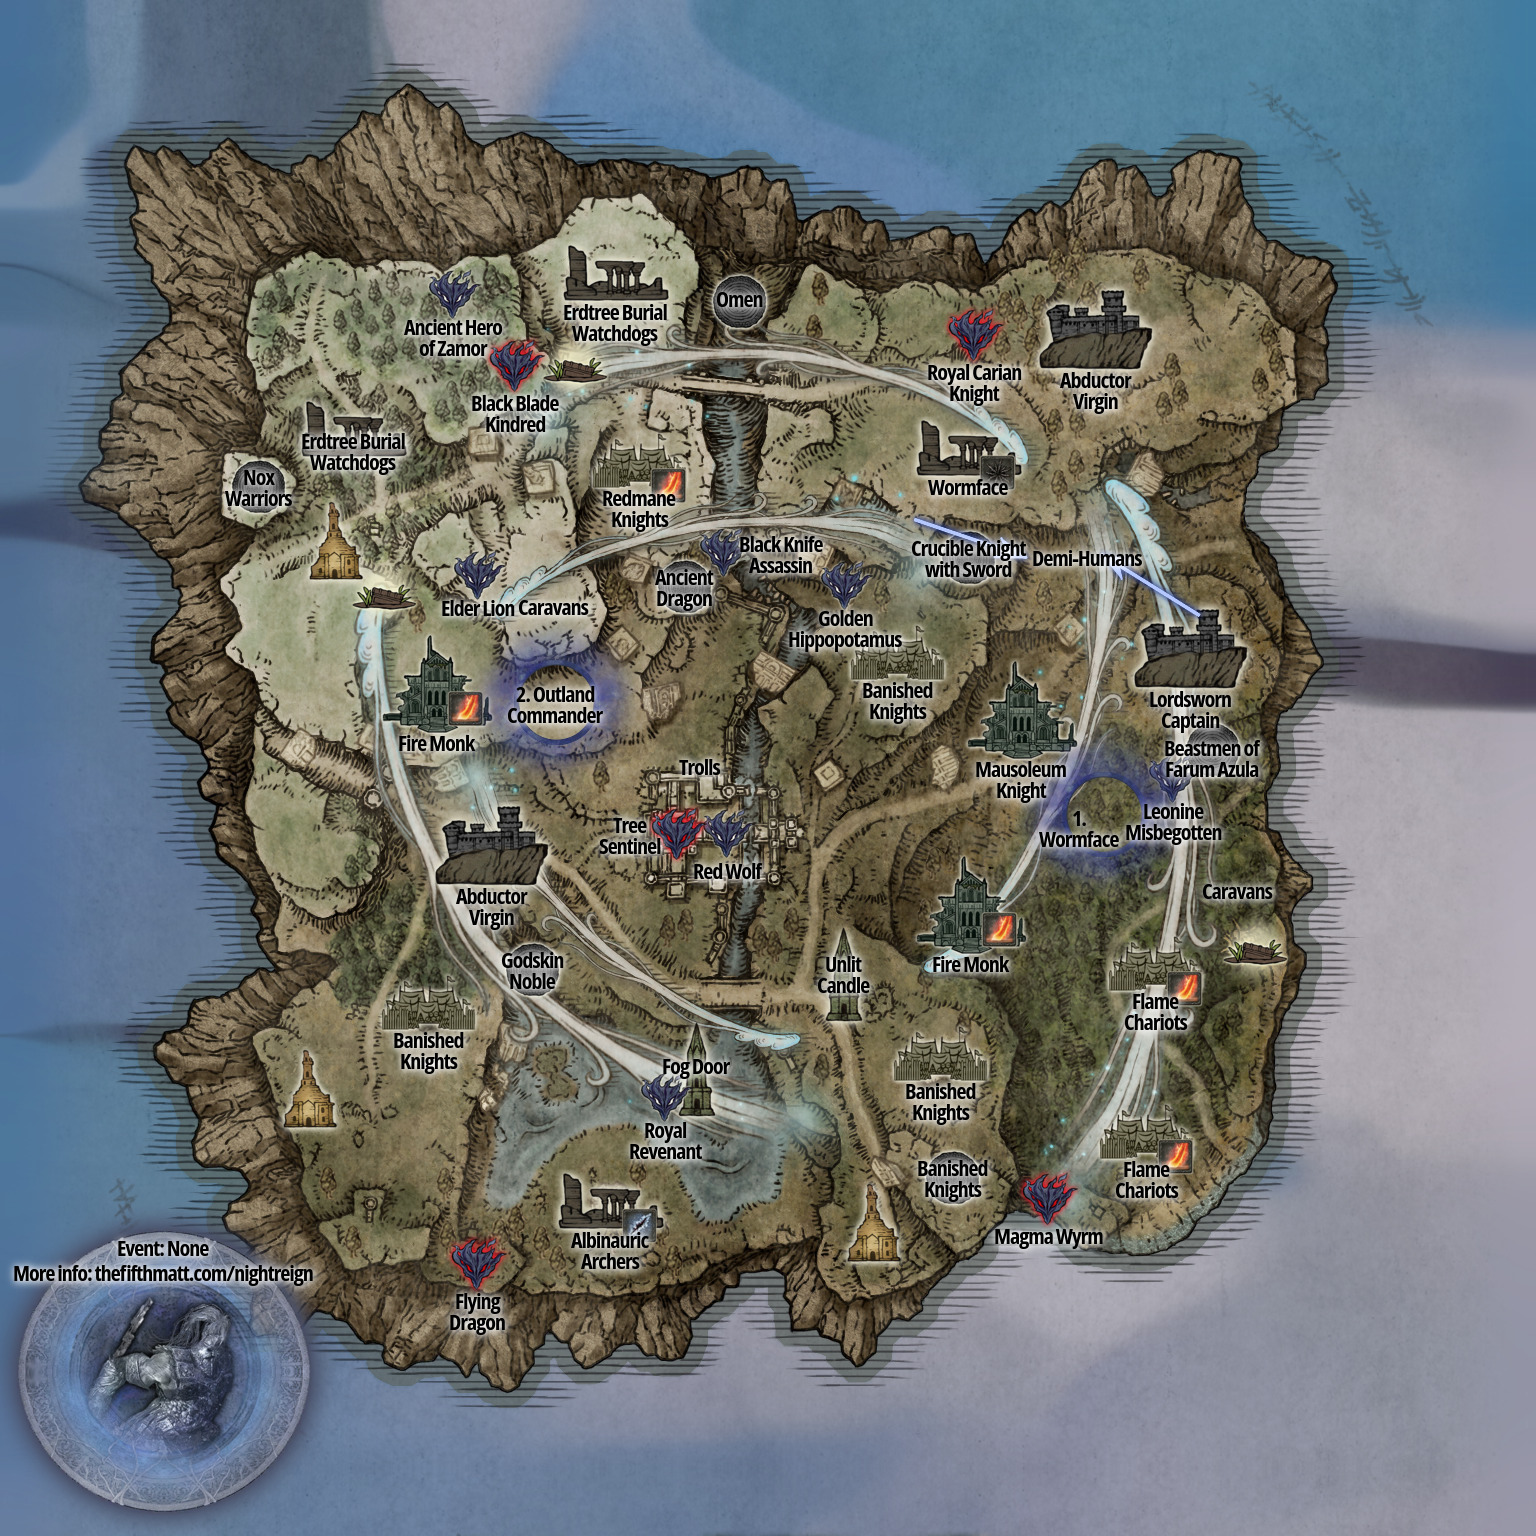 Omen
Erdtree Burial
Watchdogs
Ancient Hero
of Zamor
Black Blade
Kindred
Royal Carian
Knight
Abductor
Virgin
Erdtree Burial
Watchdogs
Nox
Warriors
Redmane
Knights
Wormface
Black Knife
Assassin
Crucible Knight
with Sword
Demi-Humans
Ancient
Dragon
Elder Lion
Caravans
Golden
Hippopotamus
2. Outland
Commander
Banished
Knights
Lordsworn
Captain
Fire Monk
Beastmen of
Farum Azula
Mausoleum
Knight
Trolls
Tree
Sentinel
Red Wolf
1.
Wormface
Leonine
Misbegotten
Abductor
Virgin
Caravans
Godskin
Noble
Unlit
Candle
Fire Monk
Flame
Chariots
Banished
Knights
Fog Door
Royal
Revenant
Banished
Knights
Banished
Knights
Flame
Chariots
Albinauric
Archers
Magma Wyrm
Flying
Dragon
Event: None
More info: thefifthmatt.com/nightreign